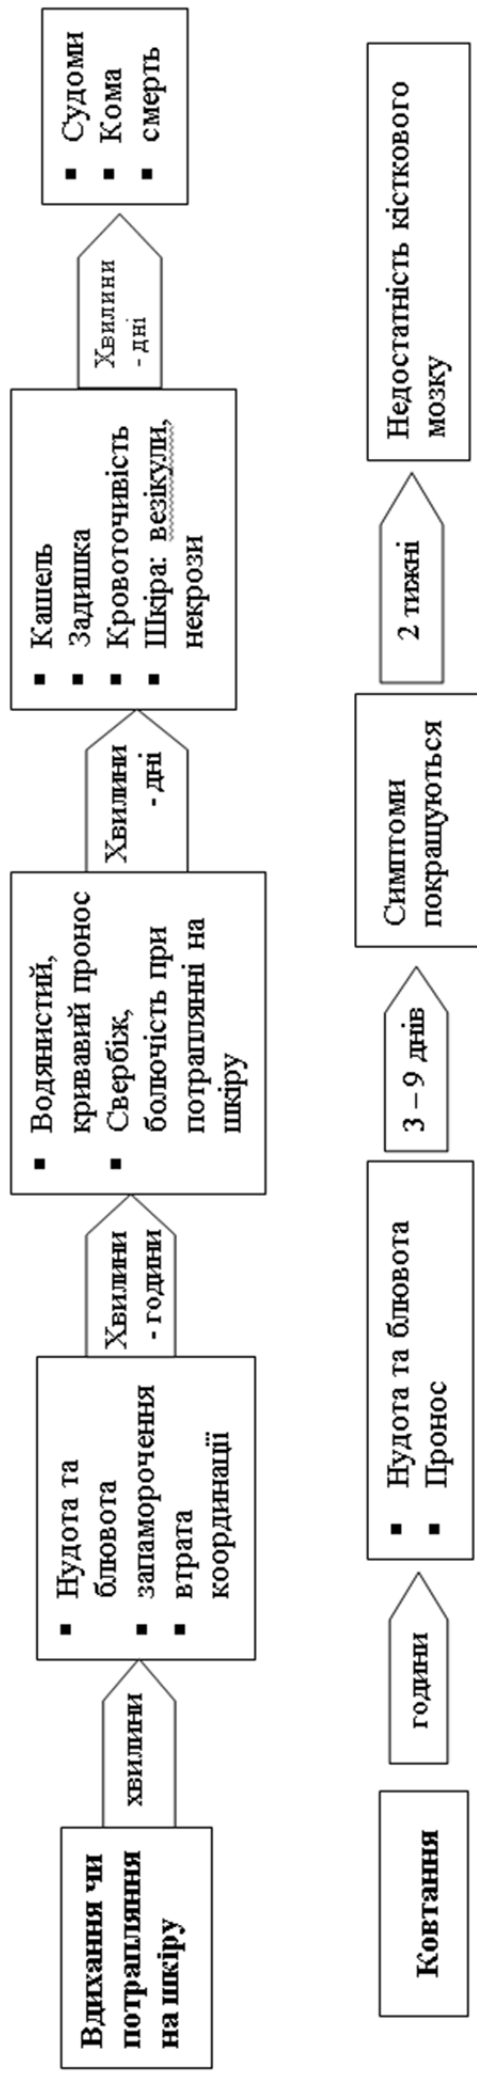 Вдихання чи
потрапляння
на шкіру
хвилини
▪ Нудота та
блювота
▪ запаморочення
▪ втрата
координації
Хвилини
- години
▪ Водянистий,
кривавий пронос
▪ Свербіж,
болючість при
потраплянні на
шкіру
Хвилини
- дні
▪ Кашель
▪ Задишка
▪ Кровоточивість
▪ Шкіра: везікули,
некрози
Хвилини
- дні
▪ Судоми
▪ Кома
▪ смерть
Ковтання
години
▪ Нудота та блювота
▪ Пронос
3 – 9 днів
Симптоми
покращуються
2 тижні
Недостатність кісткового
мозку